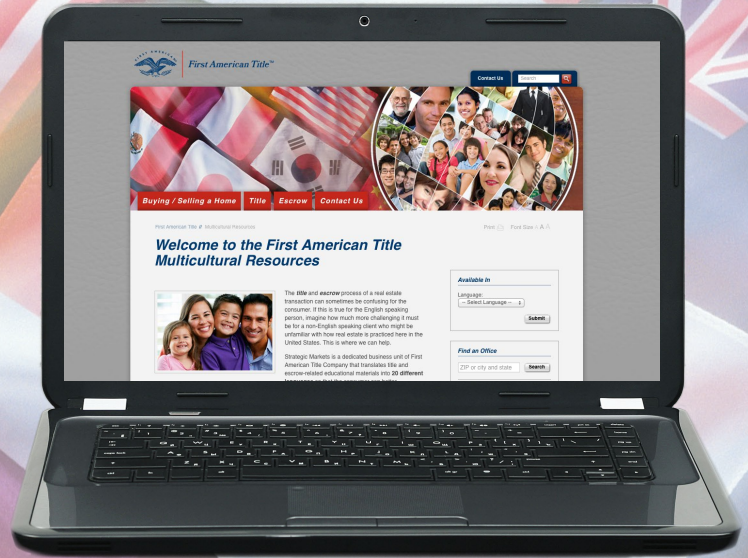 FIRST AMERICAN
First American Title™
Contact Us
Search
Buying / Selling a Home
Title
Escrow
Contact Us
First American Title // Multicultural Resources
Print
Font Size : A A A
Welcome to the First American Title
Multicultural Resources
The title and escrow process of a real estate
transaction can sometimes be confusing for the
consumer. If this is true for the English speaking
person, imagine how much more challenging it must
be for a non-English speaking client who might be
unfamiliar with how real estate is practiced here in the
United States. This is where we can help.
Strategic Markets is a dedicated business unit of First
American Title Company that translates title and
escrow-related educational materials into 20 different
Available In
Language:
-- Select Language --
Submit
Find an Office
ZIP or city and state
Search